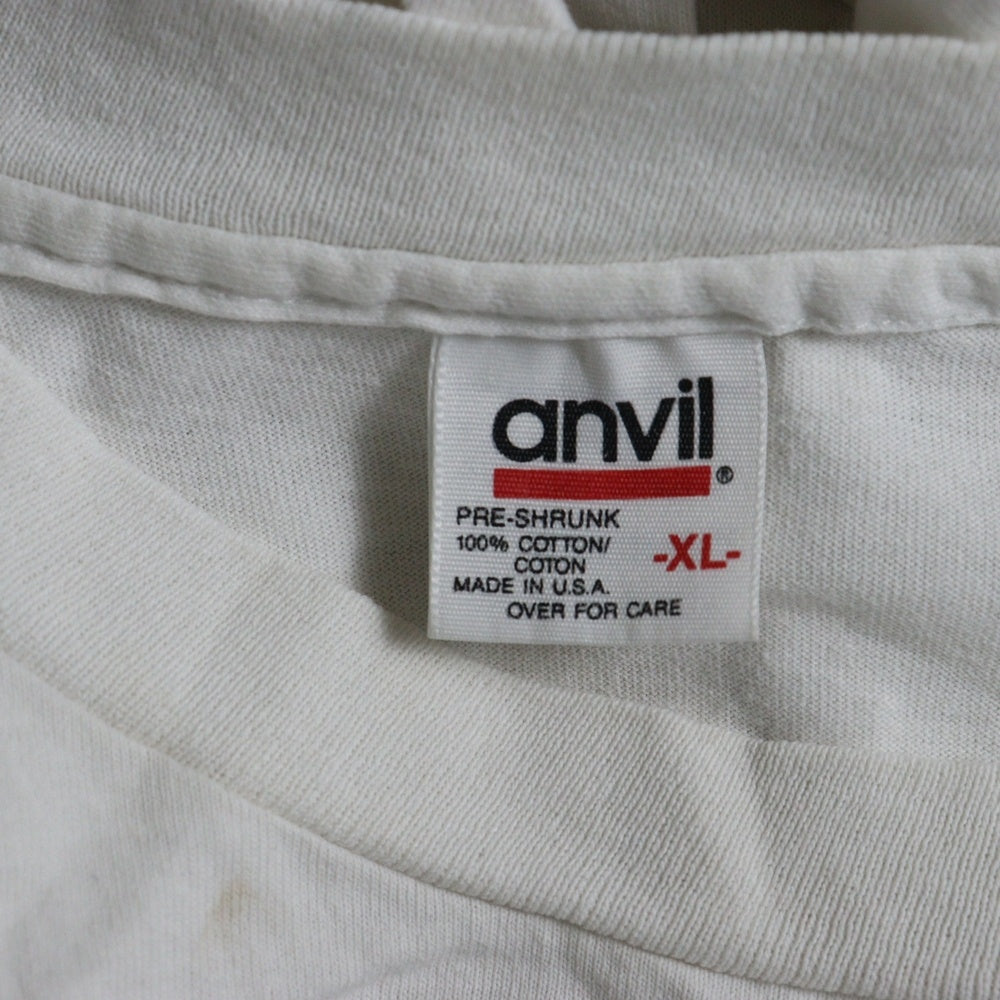 anvil®
PRE-SHRUNK
100% COTTON/
COTON
-XL-
MADE IN U.S.A.
OVER FOR CARE